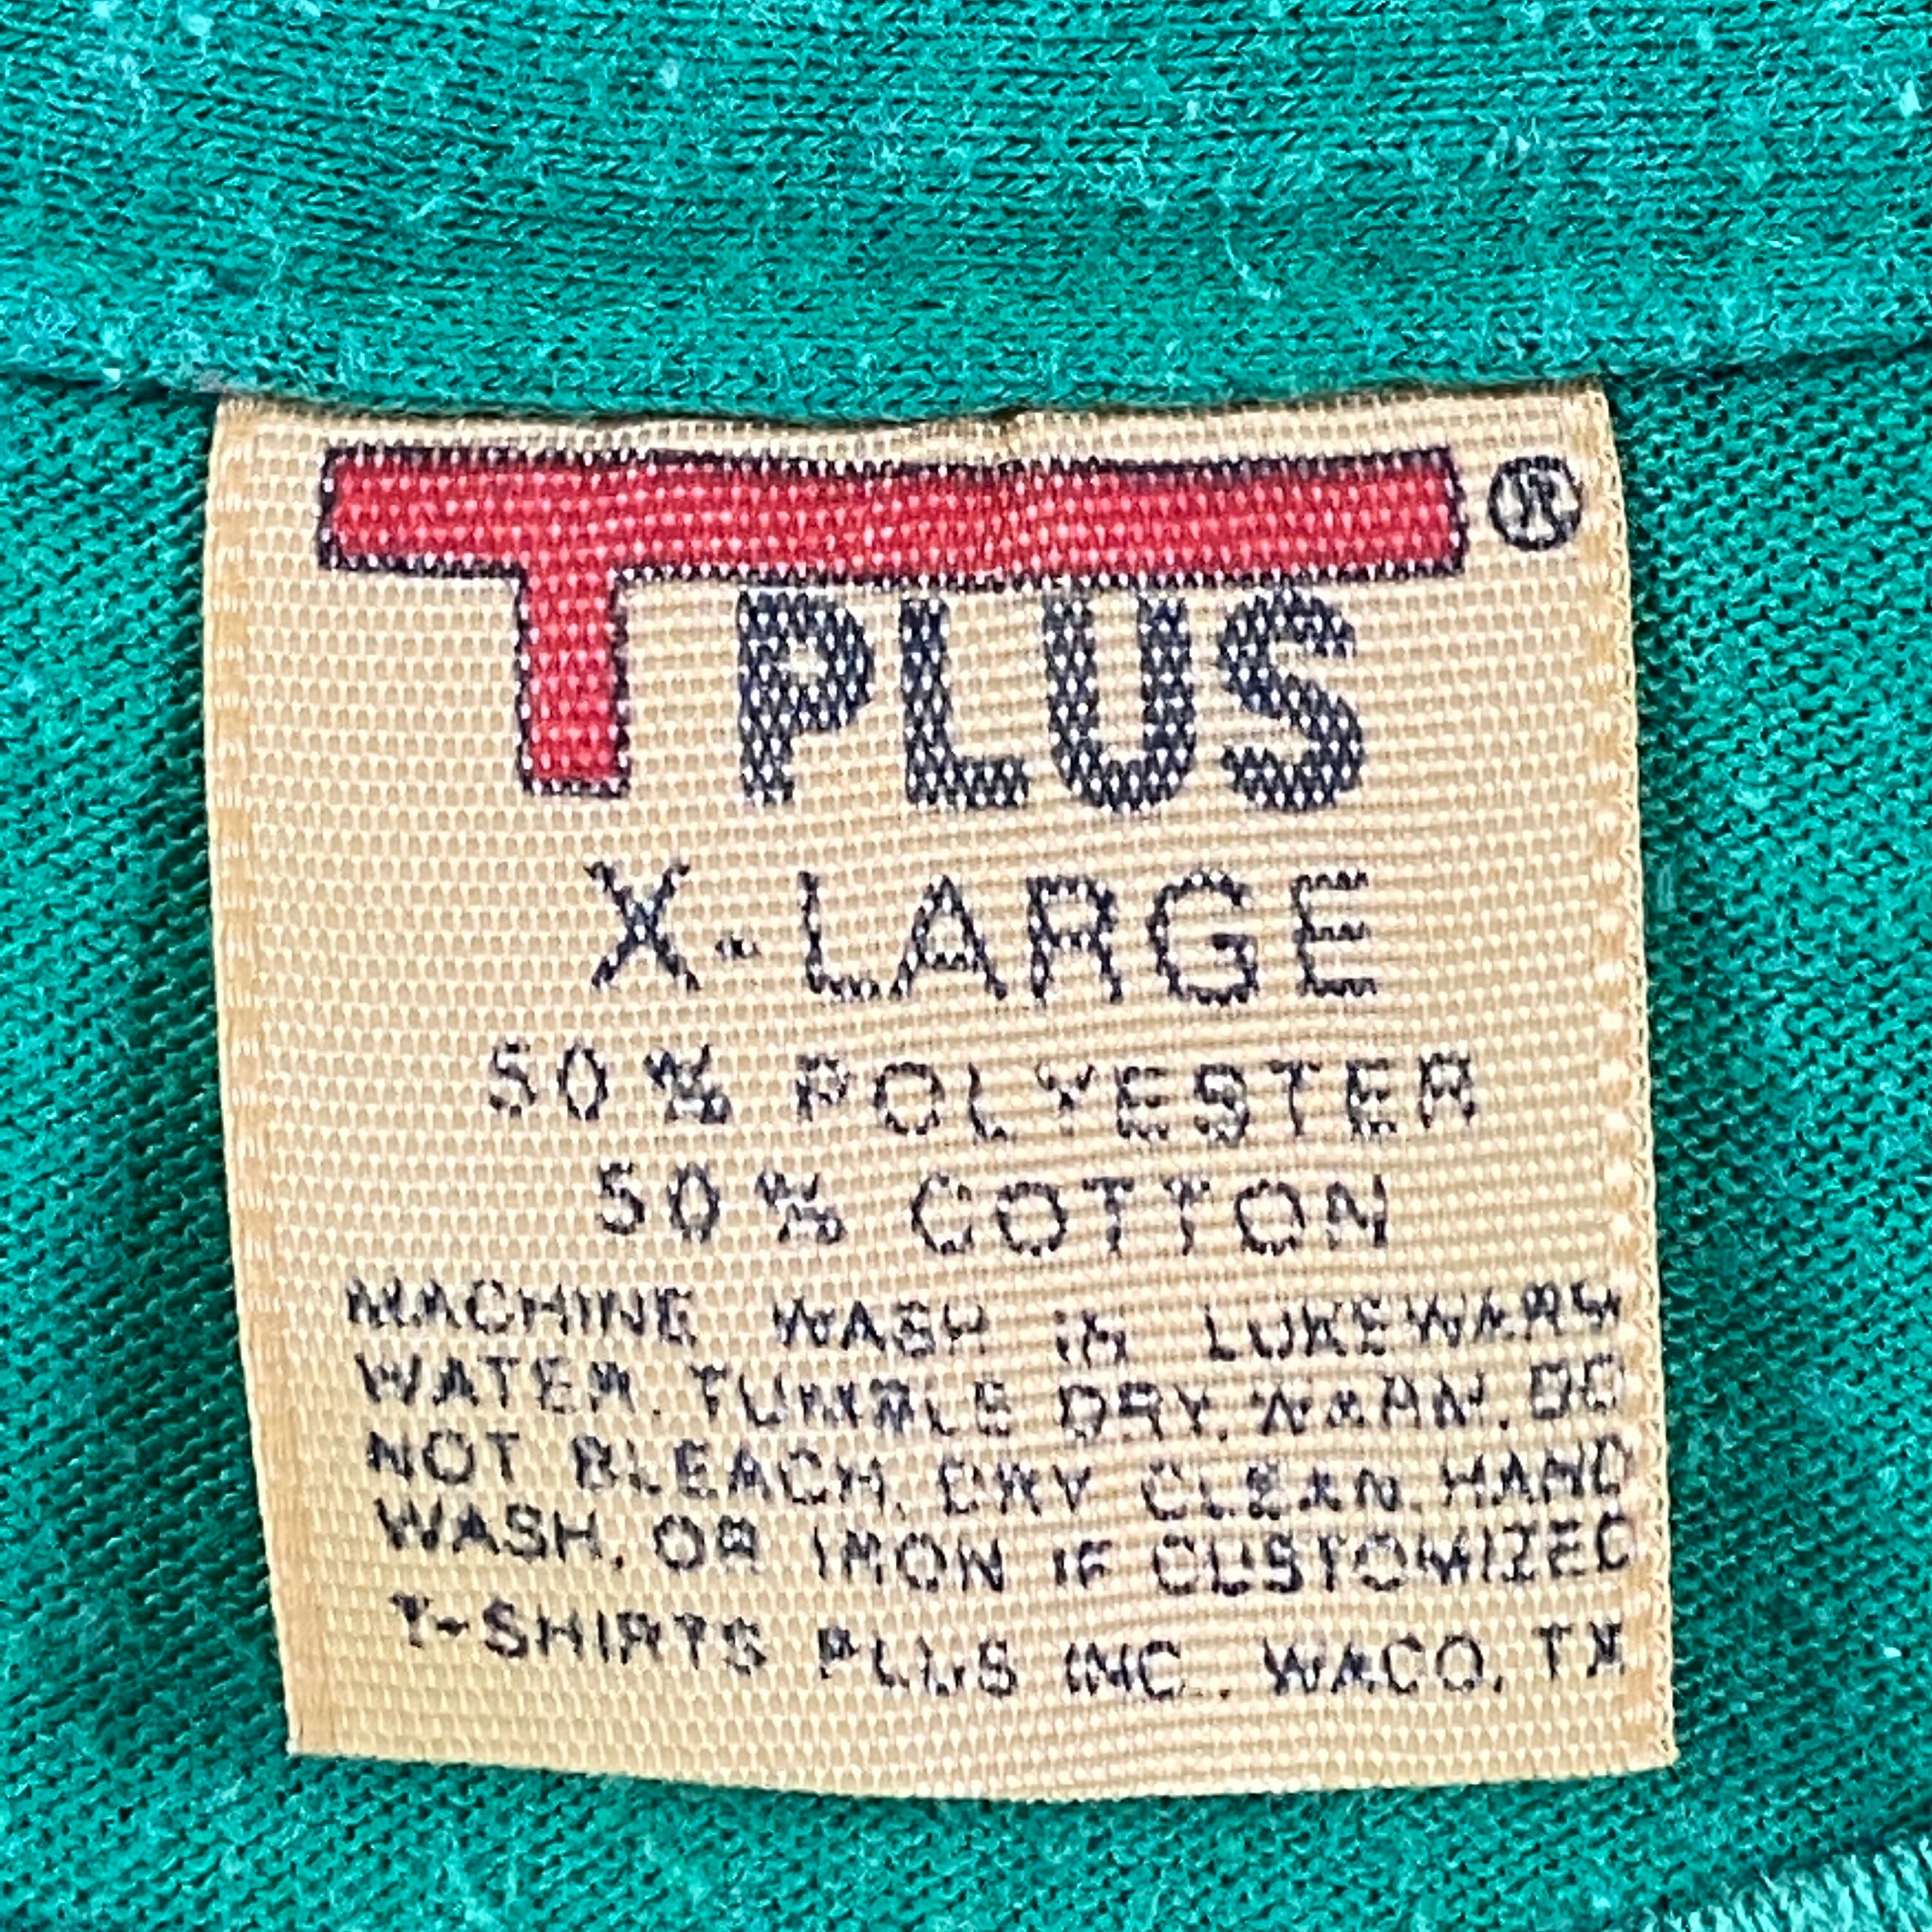 T PLUS ®
X-LARGE
50% POLYESTER
50% COTTON
MACHINE WASH IN LUKEWARM
WATER. TUMBLE DRY, WARM. DO
NOT BLEACH, DRY CLEAN, HAND
WASH, OR IRON IF CUSTOMIZED
T-SHIRTS PLUS INC. WACO, TX